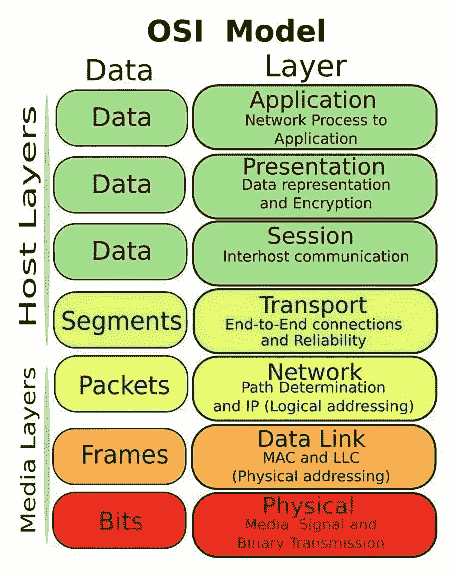 OSI Model
Data
Layer
Host Layers
Data
Application
Network Process to
Application
Data
Presentation
Data representation
and Encryption
Data
Session
Interhost communication
Segments
Transport
End-to-End connections
and Reliability
Media Layers
Packets
Network
Path Determination
and IP (Logical addressing)
Frames
Data Link
MAC and LLC
(Physical addressing)
Bits
Physical
Media, Signal and
Binary Transmission